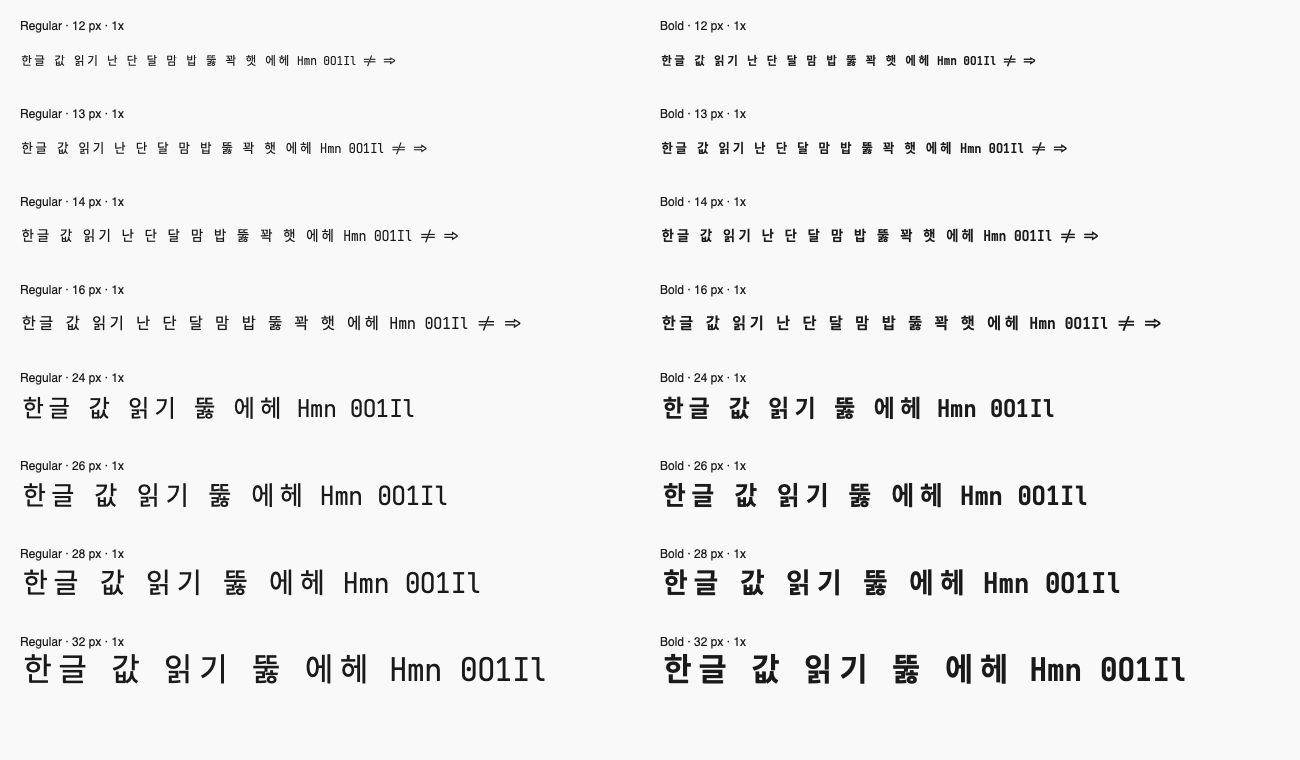 Regular · 12 px · 1x
한글 값 읽기 난 단 달 맘 밥 뚫 꽉 햇 에헤 Hmn 0O1Il ≠ ⇒
Regular · 13 px · 1x
한글 값 읽기 난 단 달 맘 밥 뚫 꽉 햇 에헤 Hmn 0O1Il ≠ ⇒
Regular · 14 px · 1x
한글 값 읽기 난 단 달 맘 밥 뚫 꽉 햇 에헤 Hmn 0O1Il ≠ ⇒
Regular · 16 px · 1x
한글 값 읽기 난 단 달 맘 밥 뚫 꽉 햇 에헤 Hmn 0O1Il ≠ ⇒
Regular · 24 px · 1x
한글 값 읽기 뚫 에헤 Hmn 0O1Il
Regular · 26 px · 1x
한글 값 읽기 뚫 에헤 Hmn 0O1Il
Regular · 28 px · 1x
한글 값 읽기 뚫 에헤 Hmn 0O1Il
Regular · 32 px · 1x
한글 값 읽기 뚫 에헤 Hmn 0O1Il
Bold · 12 px · 1x
한글 값 읽기 난 단 달 맘 밥 뚫 꽉 햇 에헤 Hmn 0O1Il ≠ ⇒
Bold · 13 px · 1x
한글 값 읽기 난 단 달 맘 밥 뚫 꽉 햇 에헤 Hmn 0O1Il ≠ ⇒
Bold · 14 px · 1x
한글 값 읽기 난 단 달 맘 밥 뚫 꽉 햇 에헤 Hmn 0O1Il ≠ ⇒
Bold · 16 px · 1x
한글 값 읽기 난 단 달 맘 밥 뚫 꽉 햇 에헤 Hmn 0O1Il ≠ ⇒
Bold · 24 px · 1x
한글 값 읽기 뚫 에헤 Hmn 0O1Il
Bold · 26 px · 1x
한글 값 읽기 뚫 에헤 Hmn 0O1Il
Bold · 28 px · 1x
한글 값 읽기 뚫 에헤 Hmn 0O1Il
Bold · 32 px · 1x
한글 값 읽기 뚫 에헤 Hmn 0O1Il